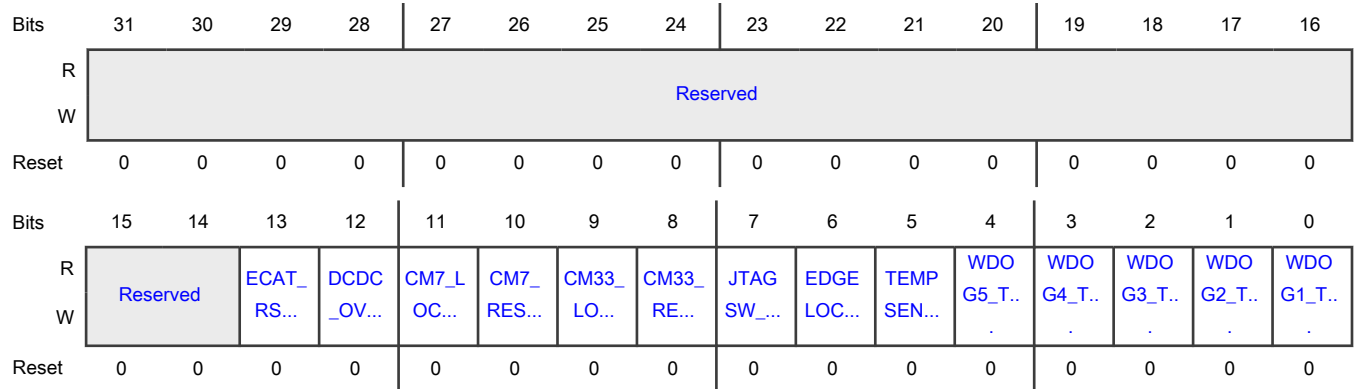 Bits 31 30 29 28 27 26 25 24 23 22 21 20 19 18 17 16
R
Reserved
W
Reset 0 0 0 0 0 0 0 0 0 0 0 0 0 0 0 0
Bits 15 14 13 12 11 10 9 8 7 6 5 4 3 2 1 0
R
W
Reserved
ECAT_
RS...
DCDC
_OV...
CM7_L
OC...
CM7_
RES...
CM33_
LO...
CM33_
RE...
JTAG
SW_...
EDGE
LOC...
TEMP
SEN...
WDO
G5_T..
.
WDO
G4_T..
.
WDO
G3_T..
.
WDO
G2_T..
.
WDO
G1_T..
.
Reset 0 0 0 0 0 0 0 0 0 0 0 0 0 0 0 0